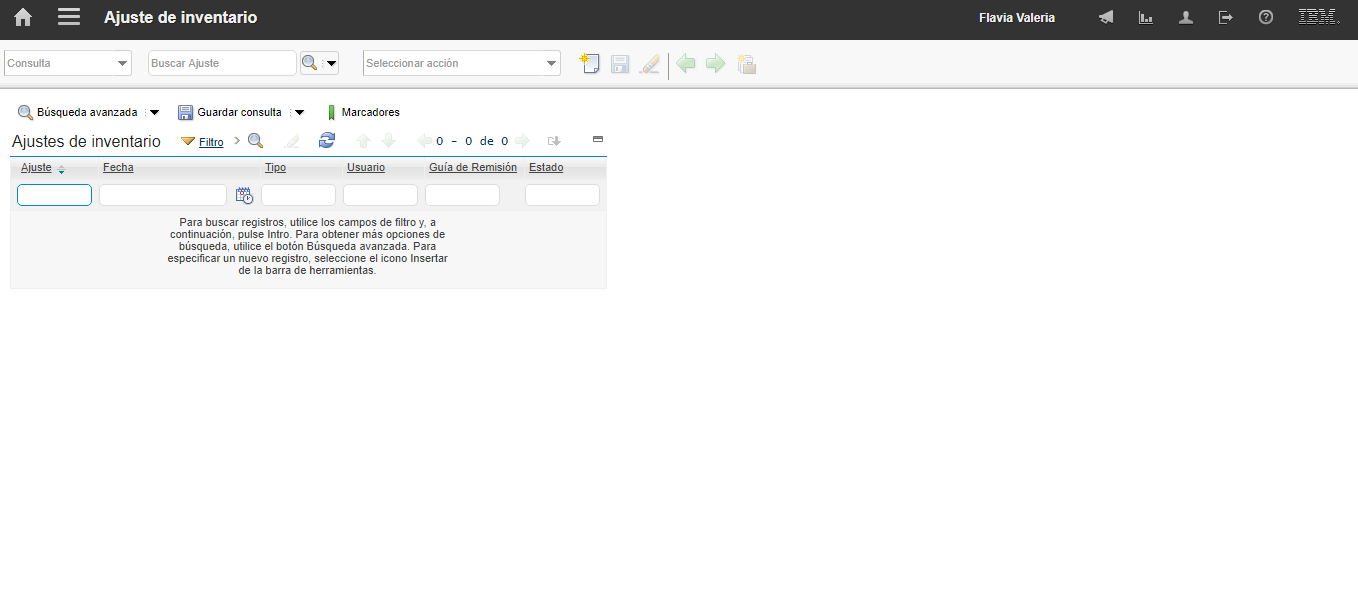 Ajuste de inventario
Flavia Valeria
IBM.
Consulta
Buscar Ajuste
Seleccionar acción
Búsqueda avanzada
Guardar consulta
Marcadores
Ajustes de inventario
Filtro
0 - 0 de 0
Ajuste
Fecha
Tipo
Usuario
Guía de Remisión
Estado
Para buscar registros, utilice los campos de filtro y, a
continuación, pulse Intro. Para obtener más opciones de
búsqueda, utilice el botón Búsqueda avanzada. Para
especificar un nuevo registro, seleccione el icono Insertar
de la barra de herramientas.